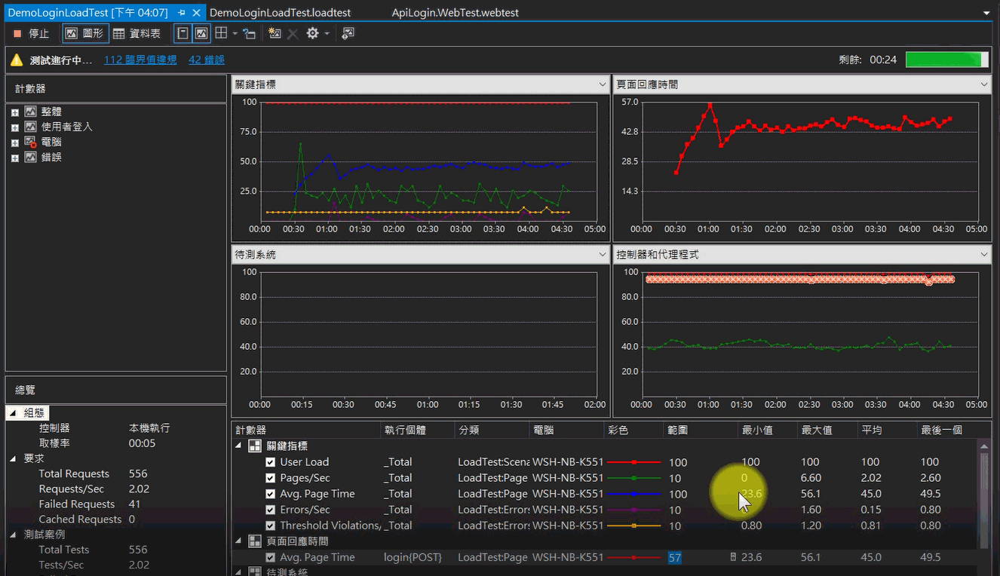 DemoLoginLoadTest [下午 04:07] DemoLoginLoadTest.loadtest ApiLogin.WebTest.webtest
停止 圖形 資料表
測試進行中... 112 臨界值違規 42 錯誤 剩餘: 00:24
計數器
整體
使用者登入
電腦
錯誤
關鍵指標
100
75.0
50.0
25.0
00:00 00:30 01:00 01:30 02:00 02:30 03:00 03:30 04:00 04:30 05:00
頁面回應時間
57.0
42.8
28.5
14.3
00:00 00:30 01:00 01:30 02:00 02:30 03:00 03:30 04:00 04:30 05:00
待測系統
100
80.0
60.0
40.0
20.0
00:00 00:15 00:30 00:45 01:00 01:15 01:30 01:45 02:00
控制器和代理程式
100
80.0
60.0
40.0
20.0
00:00 00:30 01:00 01:30 02:00 02:30 03:00 03:30 04:00 04:30 05:00
總覽
組態
控制器 本機執行
取樣率 00:05
要求
Total Requests 556
Requests/Sec 2.02
Failed Requests 41
Cached Requests 0
測試案例
Total Tests 556
Tests/Sec 2.02
計數器 執行個體 分類 電腦 彩色 範圍 最小值 最大值 平均 最後一個
關鍵指標
User Load _Total LoadTest:Scena WSH-NB-K551 100 100 100 100 100
Pages/Sec _Total LoadTest:Page WSH-NB-K551 10 0 6.60 2.02 2.60
Avg. Page Time _Total LoadTest:Page WSH-NB-K551 100 23.6 56.1 45.0 49.5
Errors/Sec _Total LoadTest:Errors WSH-NB-K551 10 1.60 0.15 0.80
Threshold Violations/ _Total LoadTest:Errors WSH-NB-K551 10 0.80 1.20 0.81 0.80
頁面回應時間
Avg. Page Time login{POST} LoadTest:Page WSH-NB-K551 57 23.6 56.1 45.0 49.5
待測系統